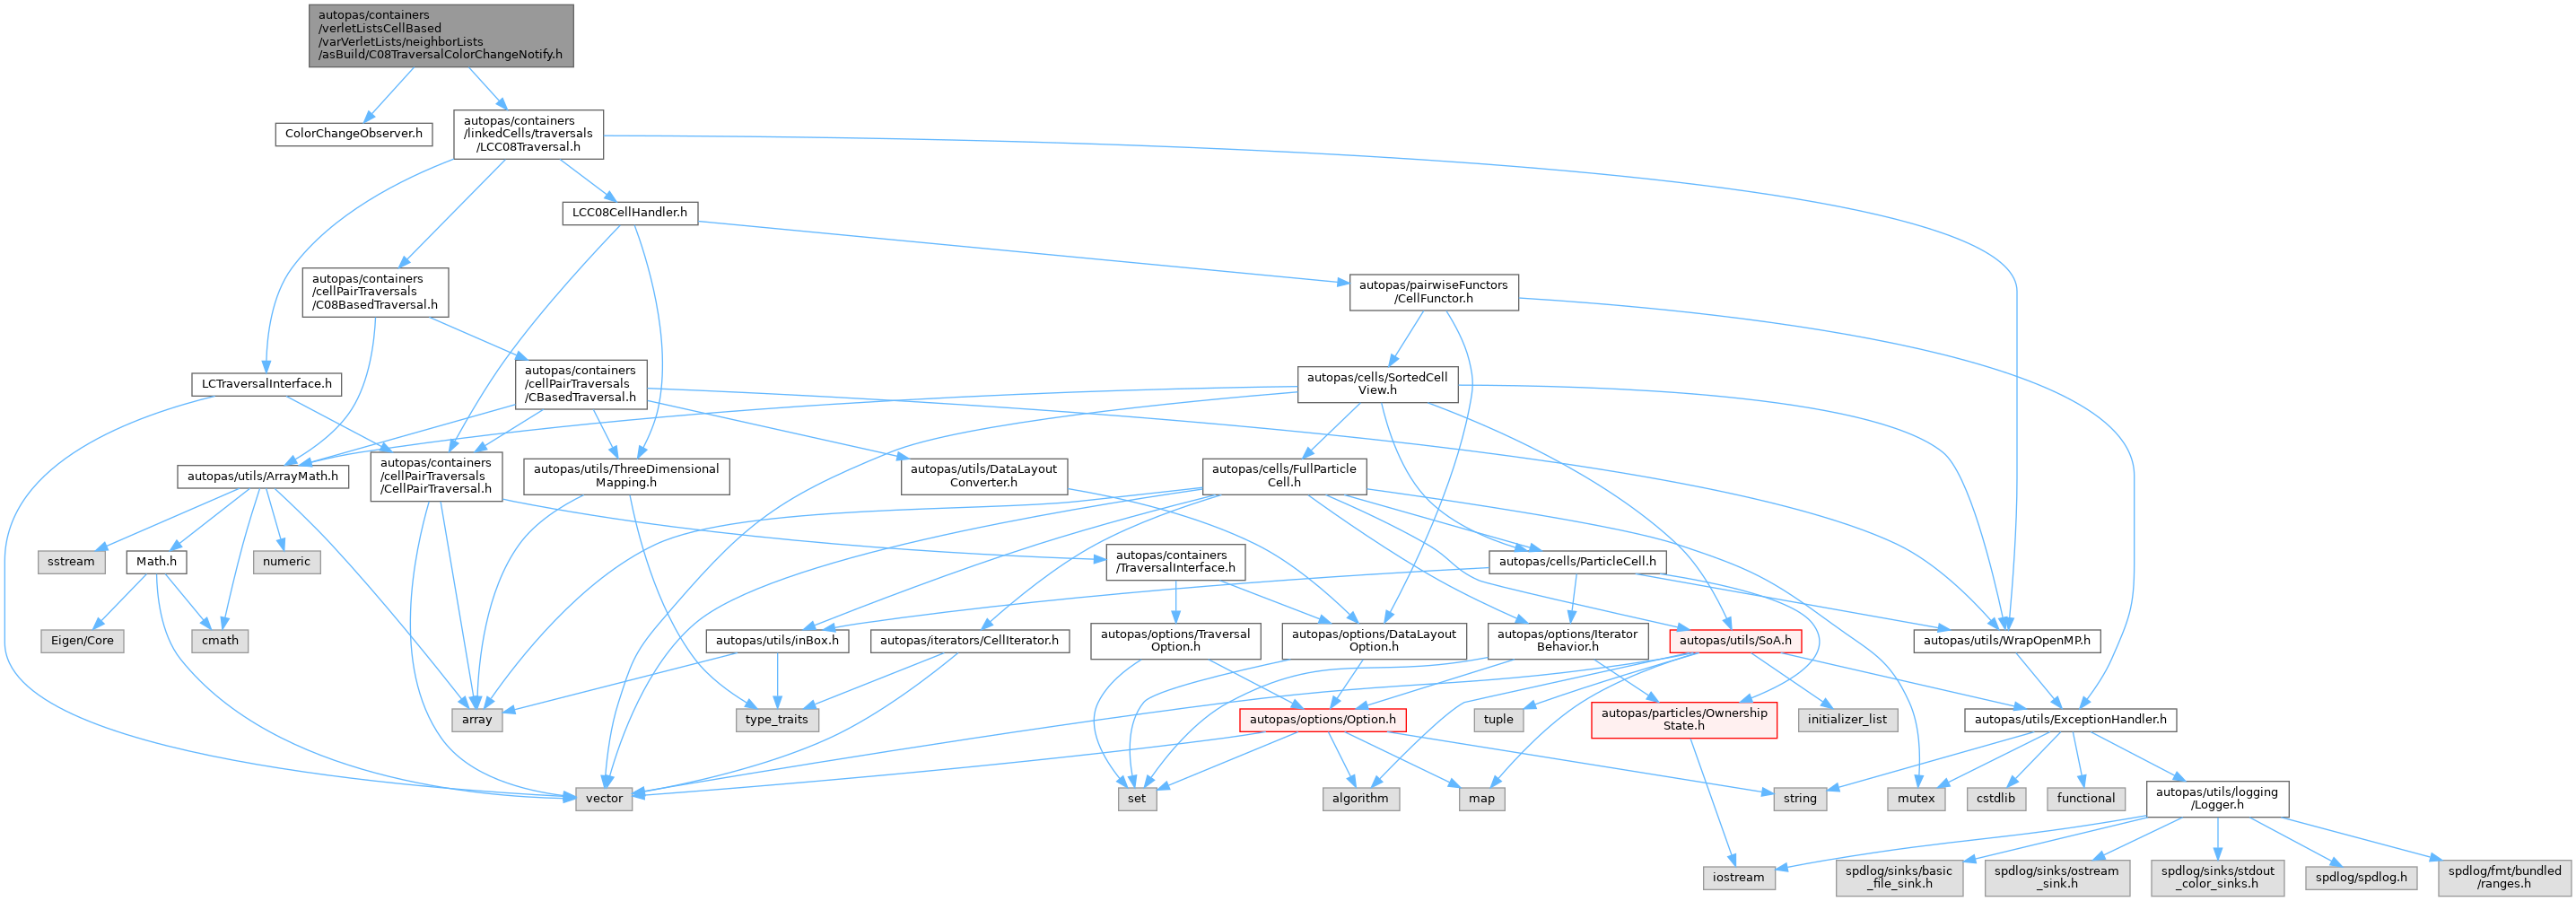 autopas/containers
/verletListsCellBased
/varVerletLists/neighborLists
/asBuild/C08TraversalColorChangeNotify.h
ColorChangeObserver.h
autopas/containers
/linkedCells/traversals
/LCC08Traversal.h
LCC08CellHandler.h
autopas/containers
/cellPairTraversals
/C08BasedTraversal.h
autopas/pairwiseFunctors
/CellFunctor.h
LCTraversalInterface.h
autopas/containers
/cellPairTraversals
/CBasedTraversal.h
autopas/cells/SortedCell
View.h
autopas/utils/ArrayMath.h
autopas/containers
/cellPairTraversals
/CellPairTraversal.h
autopas/utils/ThreeDimensional
Mapping.h
autopas/utils/DataLayout
Converter.h
autopas/cells/FullParticle
Cell.h
sstream
Math.h
numeric
autopas/containers
/TraversalInterface.h
autopas/cells/ParticleCell.h
Eigen/Core
cmath
autopas/utils/inBox.h
autopas/iterators/CellIterator.h
autopas/options/Traversal
Option.h
autopas/options/DataLayout
Option.h
autopas/options/Iterator
Behavior.h
autopas/utils/SoA.h
autopas/utils/WrapOpenMP.h
array
type_traits
autopas/options/Option.h
tuple
autopas/particles/Ownership
State.h
initializer_list
autopas/utils/ExceptionHandler.h
vector
set
algorithm
map
string
mutex
cstdlib
functional
autopas/utils/logging
/Logger.h
iostream
spdlog/sinks/basic
_file_sink.h
spdlog/sinks/ostream
_sink.h
spdlog/sinks/stdout
_color_sinks.h
spdlog/spdlog.h
spdlog/fmt/bundled
/ranges.h